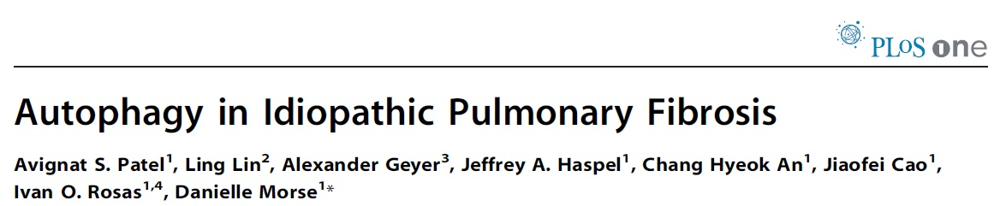 PLoS one
Autophagy in Idiopathic Pulmonary Fibrosis
Avignat S. Patel1, Ling Lin2, Alexander Geyer3, Jeffrey A. Haspel1, Chang Hyeok An1, Jiaofei Cao1,
Ivan O. Rosas1,4, Danielle Morse1*